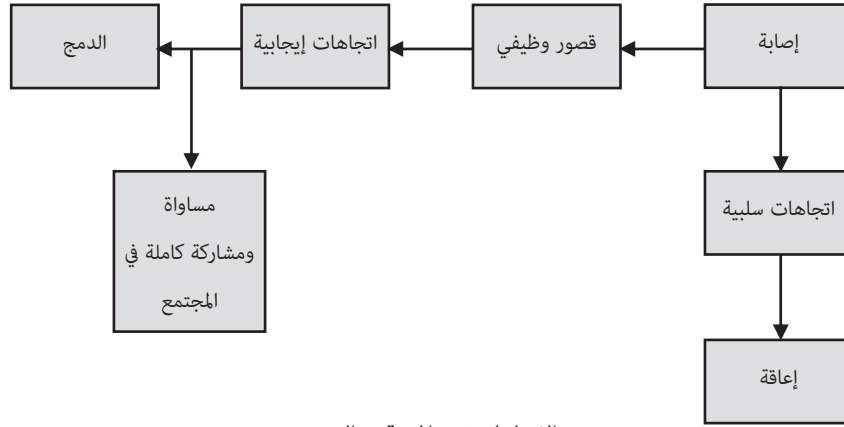 إصابة
قصور وظيفي
اتجاهات إيجابية
الدمج
مساواة
ومشاركة كاملة في
المجتمع
اتجاهات سلبية
إعاقة